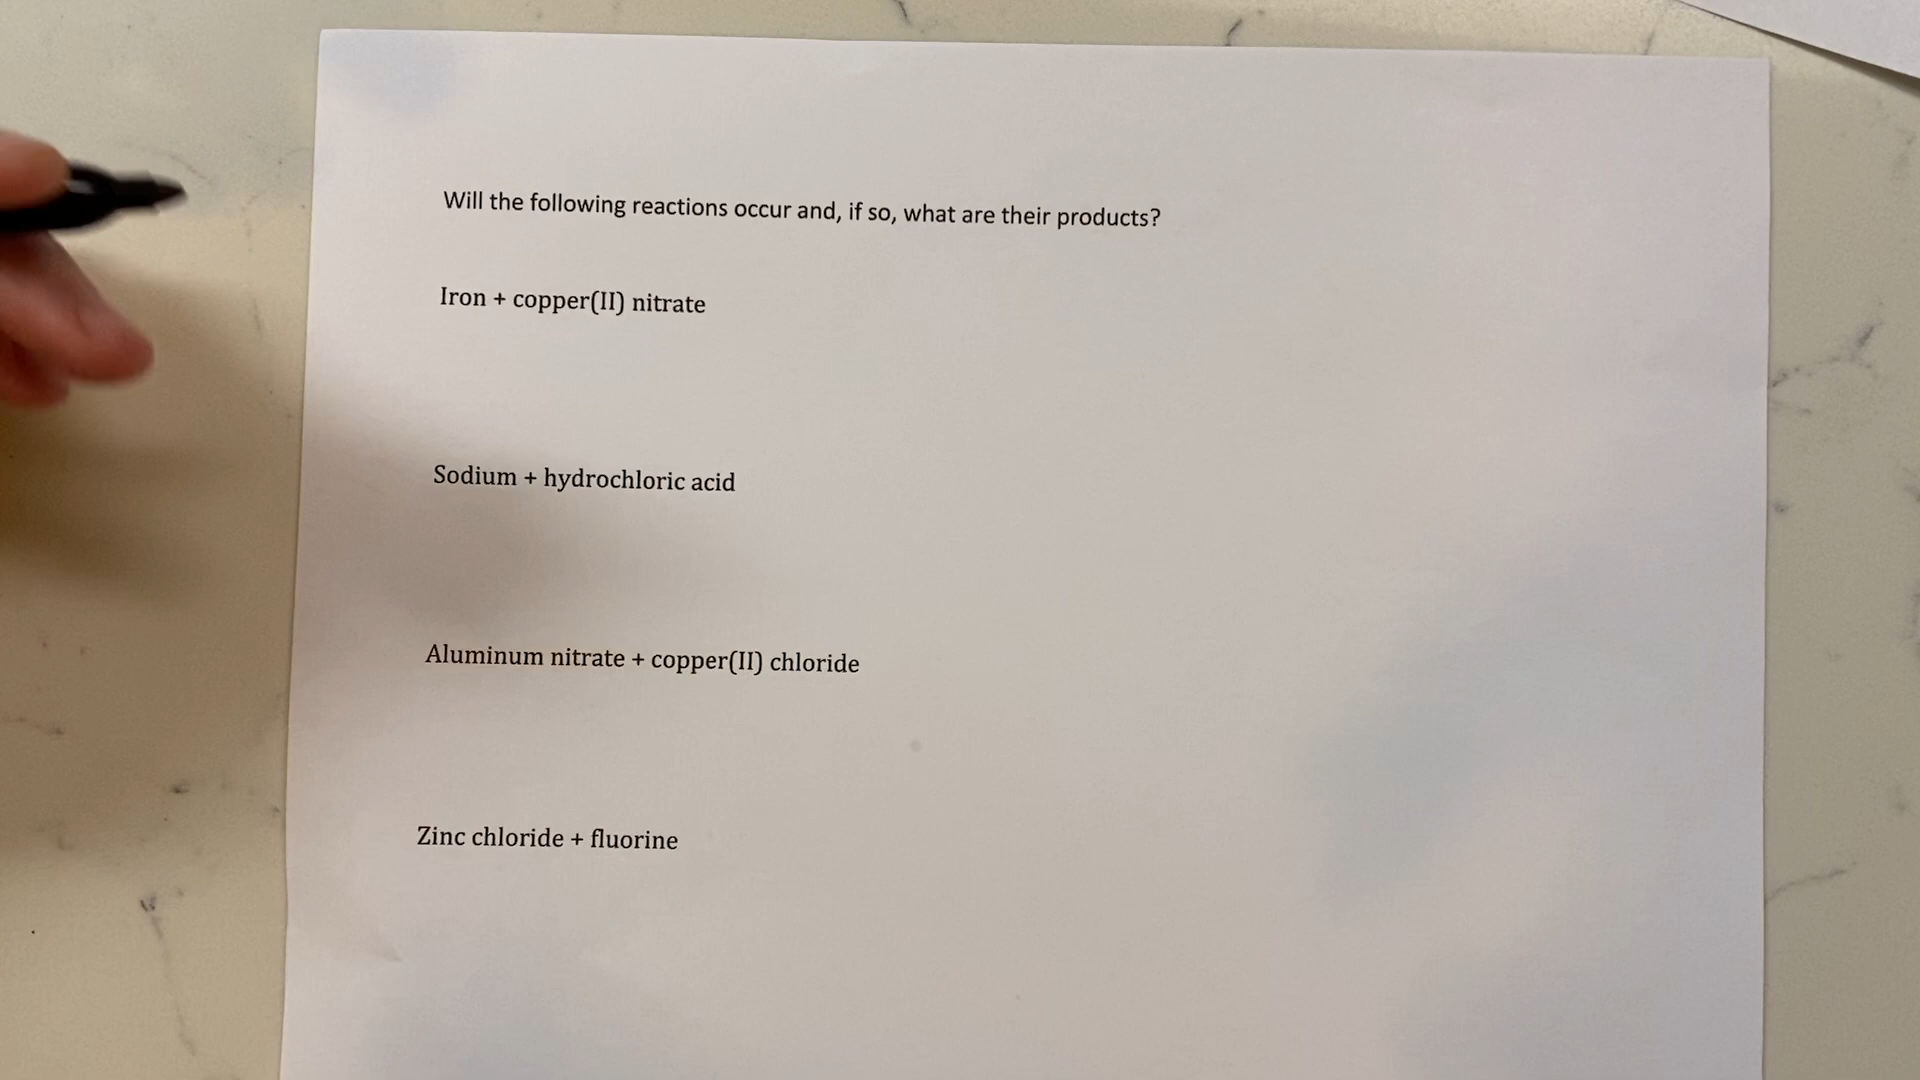 Will the following reactions occur and, if so, what are their products?
Iron + copper(II) nitrate
Sodium + hydrochloric acid
Aluminum nitrate + copper(II) chloride
Zinc chloride + fluorine